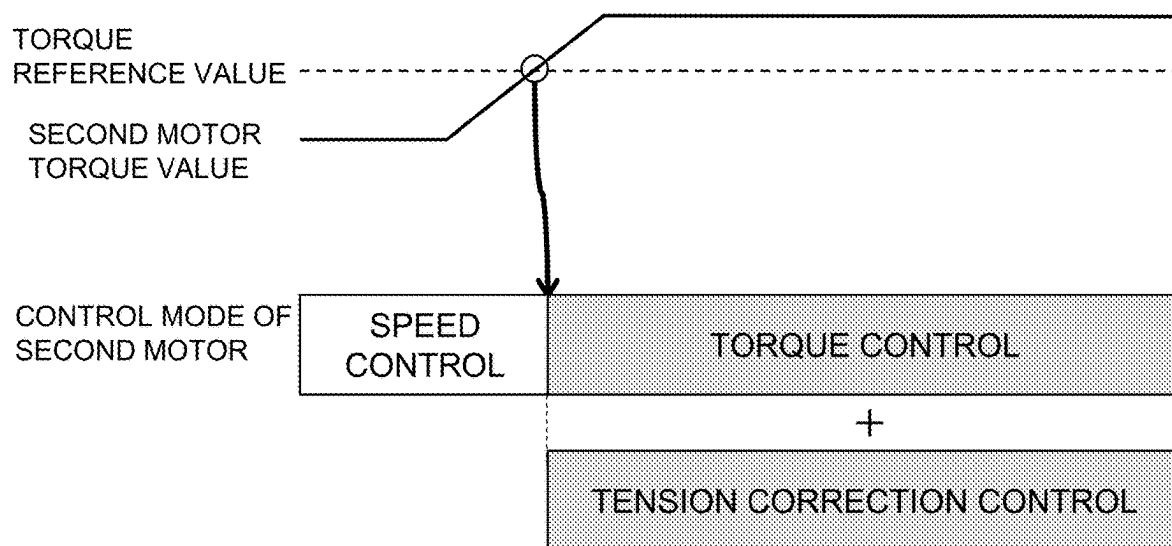 TORQUE
REFERENCE VALUE
SECOND MOTOR
TORQUE VALUE
CONTROL MODE OF
SECOND MOTOR
SPEED
CONTROL
TORQUE CONTROL
+
TENSION CORRECTION CONTROL